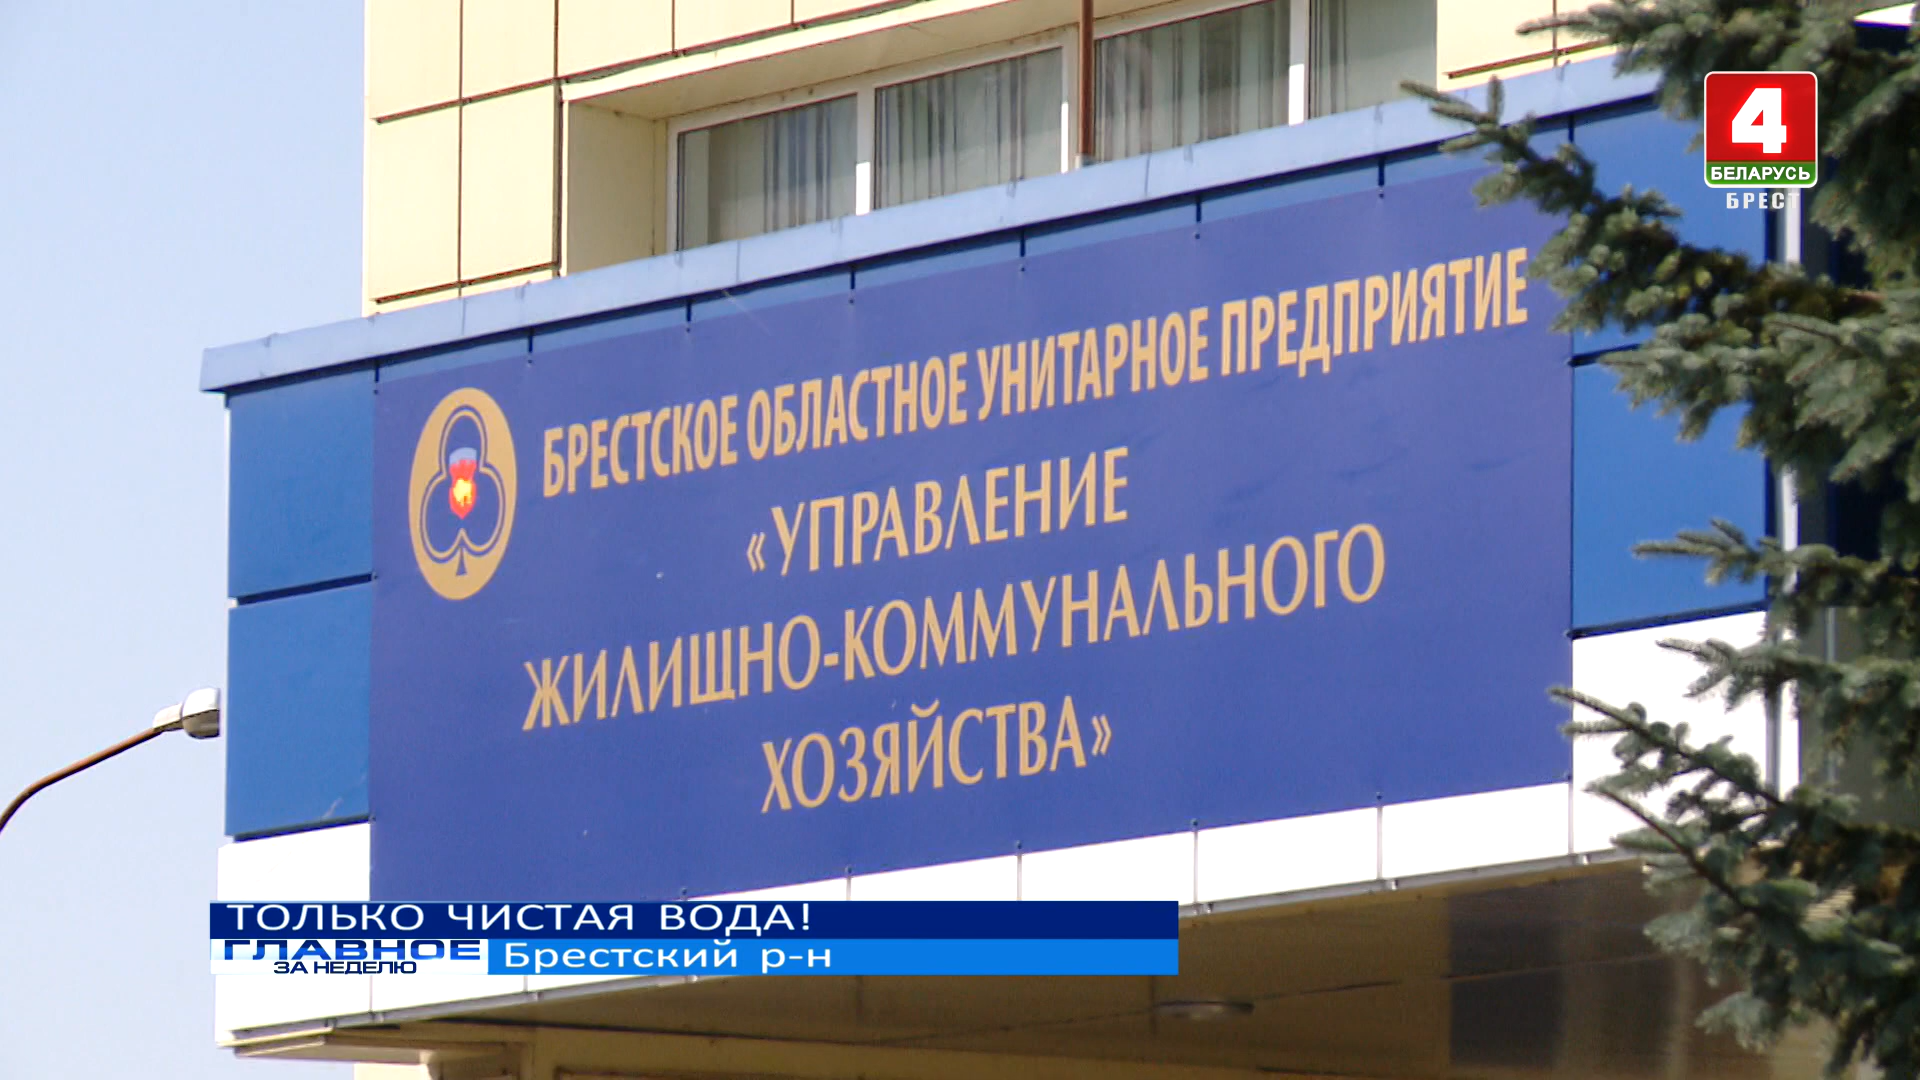 4
БЕЛАРУСЬ
БРЕСТ
БРЕСТСКОЕ ОБЛАСТНОЕ УНИТАРНОЕ ПРЕДПРИЯТИЕ
«УПРАВЛЕНИЕ
ЖИЛИЩНО-КОММУНАЛЬНОГО
ХОЗЯЙСТВА»
ТОЛЬКО ЧИСТАЯ ВОДА!
ГЛАВНОЕ
ЗА НЕДЕЛЮ
Брестский р-н